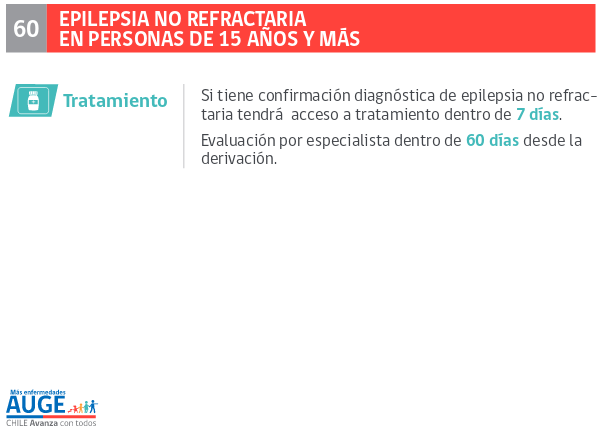 60
EPILEPSIA NO REFRACTARIA
EN PERSONAS DE 15 AÑOS Y MÁS
Tratamiento
Si tiene confirmación diagnóstica de epilepsia no refrac-
taria tendrá  acceso a tratamiento dentro de 7 días.
Evaluación por especialista dentro de 60 días desde la
derivación.
Más enfermedades
AUGE
CHILE Avanza con todos